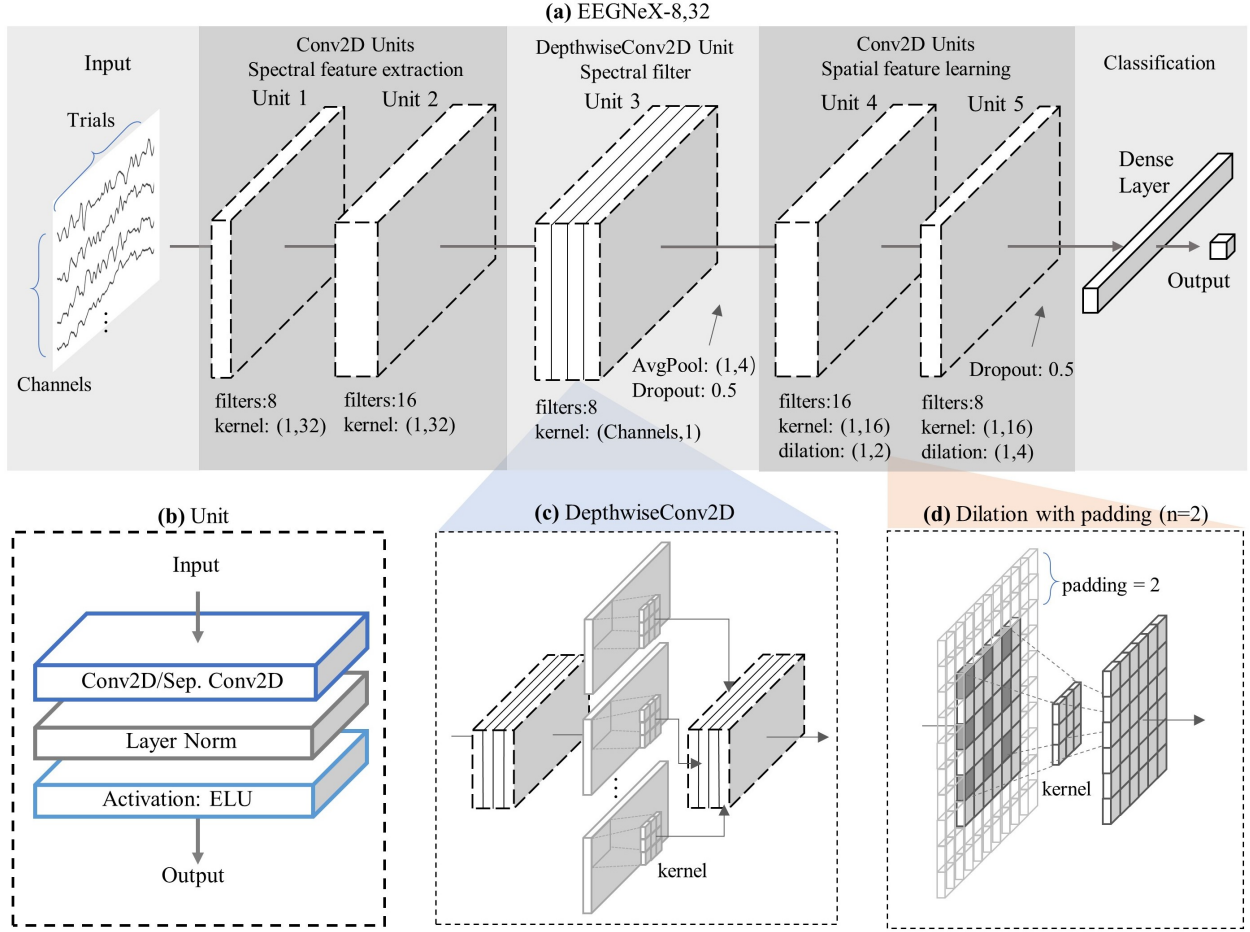 (a) EEGNeX-8,32
Input
Conv2D Units
Spectral feature extraction
DepthwiseConv2D Unit
Spectral filter
Conv2D Units
Spatial feature learning
Classification
Unit 1
Unit 2
Unit 3
Unit 4
Unit 5
Trials
Channels
⋮
Dense
Layer
Output
filters:8
kernel: (1,32)
filters:16
kernel: (1,32)
filters:8
kernel: (Channels,1)
AvgPool: (1,4)
Dropout: 0.5
filters:16
kernel: (1,16)
dilation: (1,2)
filters:8
kernel: (1,16)
dilation: (1,4)
Dropout: 0.5
(b) Unit
Input
Conv2D/Sep. Conv2D
Layer Norm
Activation: ELU
Output
(c) DepthwiseConv2D
⋮
kernel
(d) Dilation with padding (n=2)
padding = 2
kernel